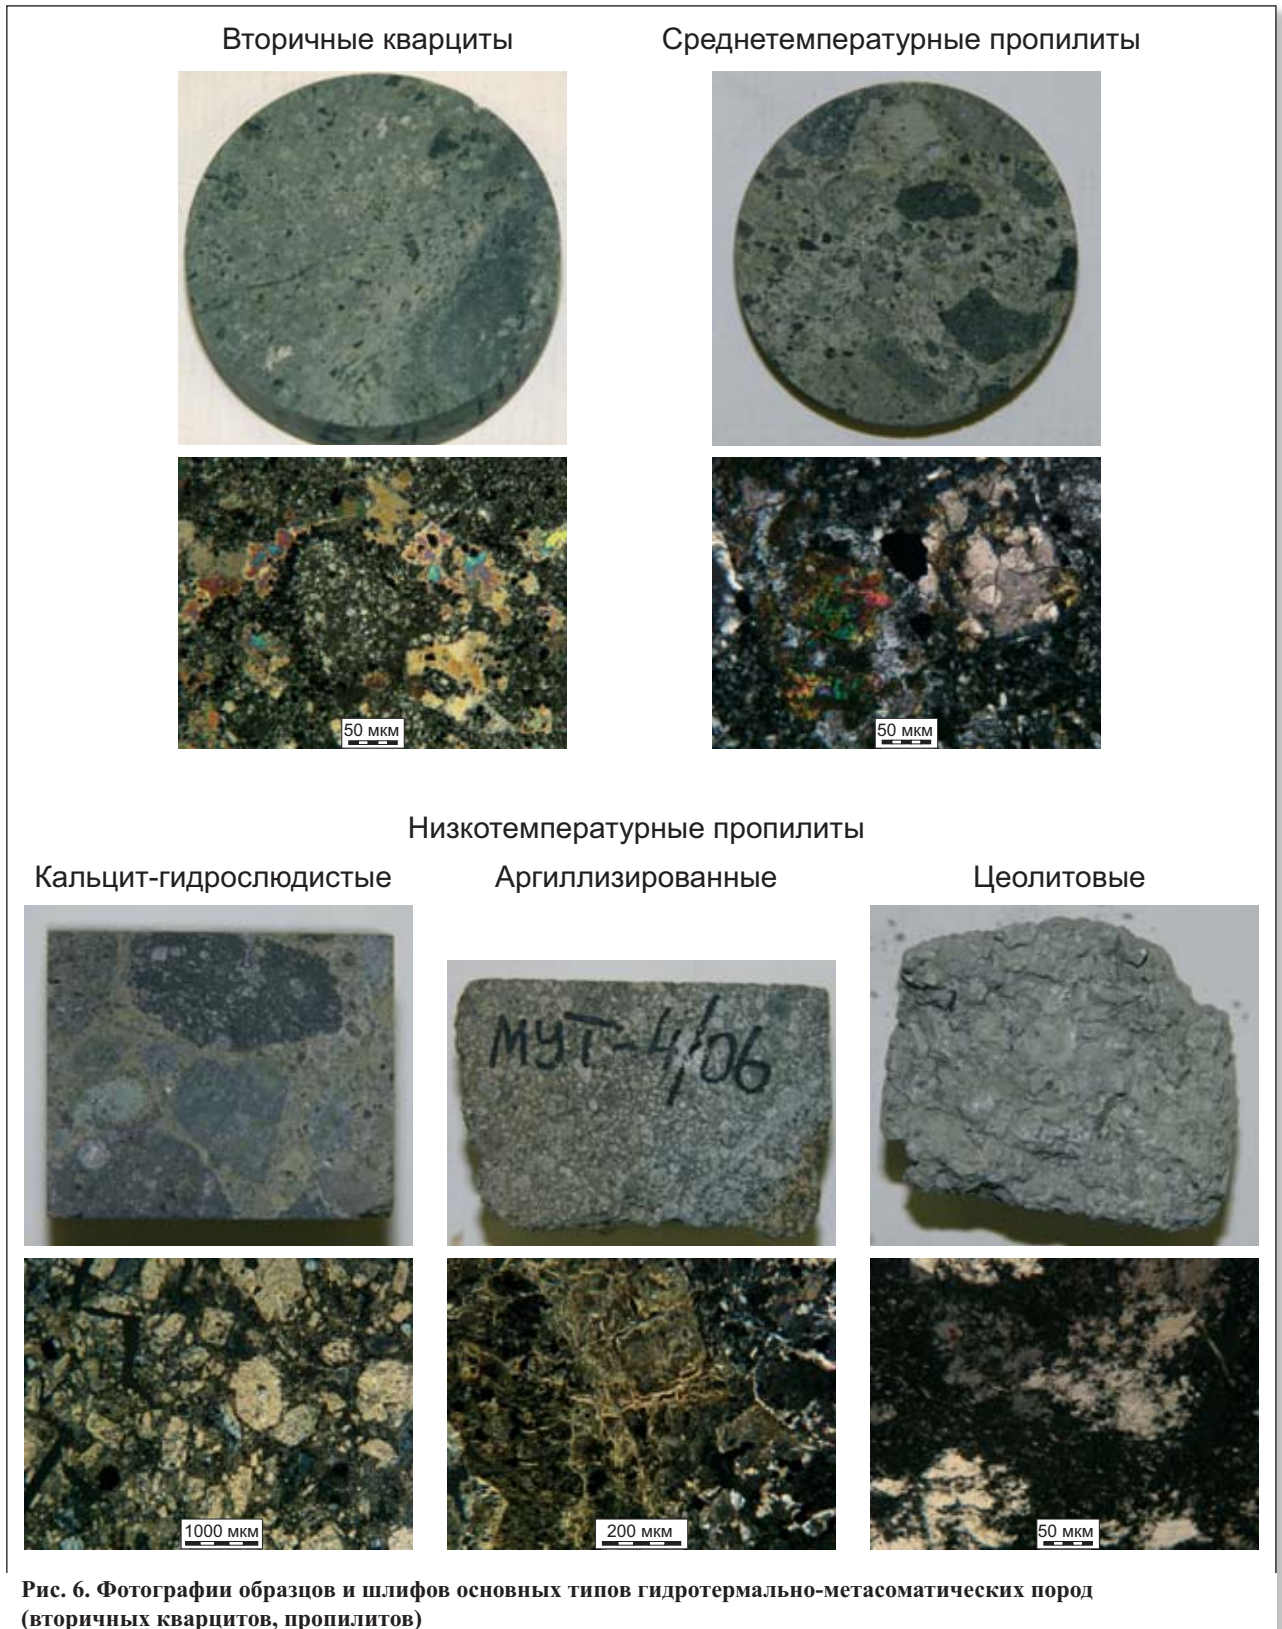 Вторичные кварциты
Среднетемпературные пропилиты
50 мкм
50 мкм
Низкотемпературные пропилиты
Кальцит-гидрослюдистые
Аргиллизированные
Цеолитовые
МУТ-4/06
1000 мкм
200 мкм
50 мкм
Рис. 6. Фотографии образцов и шлифов основных типов гидротермально-метасоматических пород
(вторичных кварцитов, пропилитов)